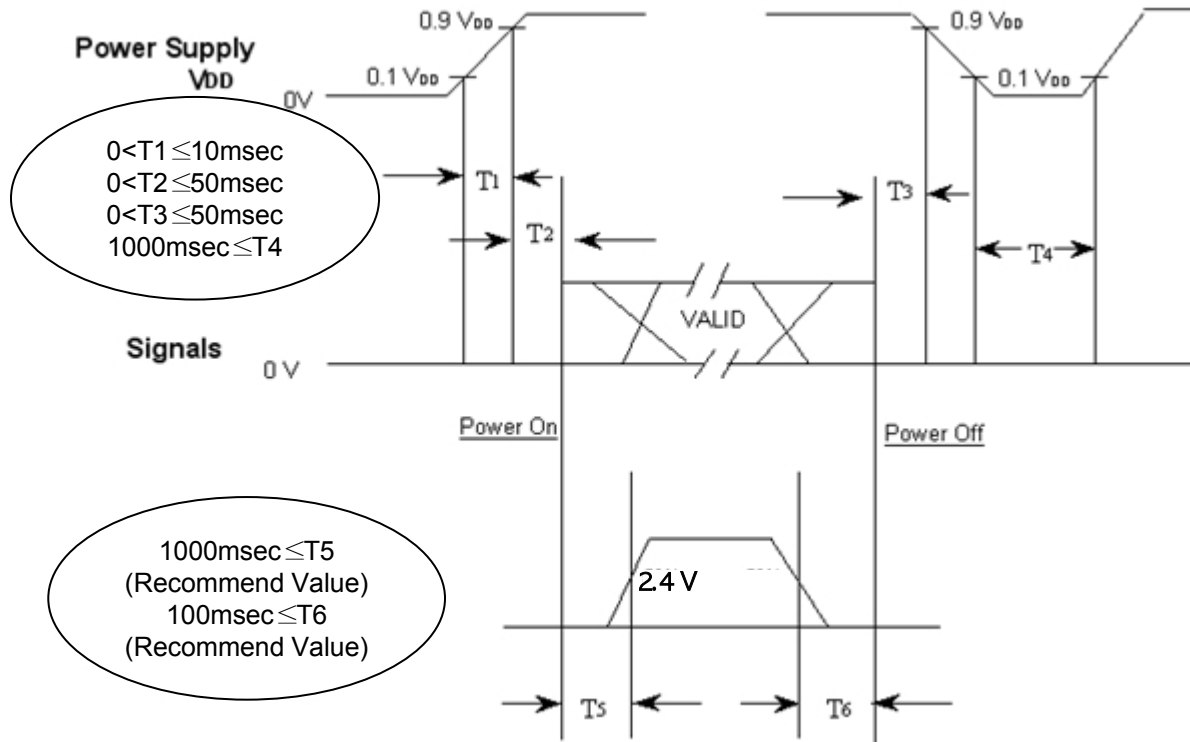 0.9 VDD
0.9 VDD
Power Supply
VDD
0.1 VDD
0.1 VDD
0V
0<T1≤10msec
0<T2≤50msec
0<T3≤50msec
1000msec≤T4
T1
T3
T2
T4
VALID
Signals
0 V
Power On
Power Off
1000msec≤T5
(Recommend Value)
100msec≤T6
(Recommend Value)
2.4 V
T5
T6